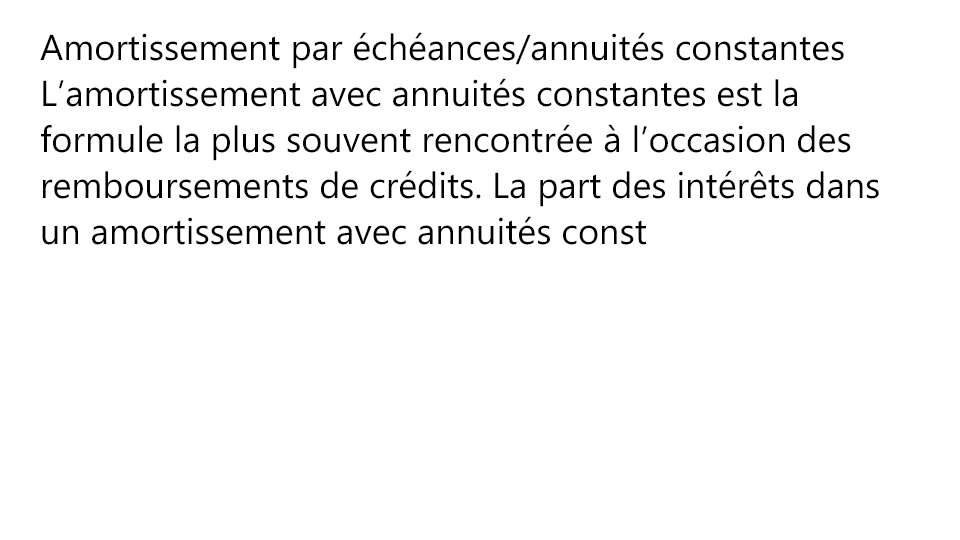 Amortissement par échéances/annuités constantes
L’amortissement avec annuités constantes est la
formule la plus souvent rencontrée à l’occasion des
remboursements de crédits. La part des intérêts dans
un amortissement avec annuités const